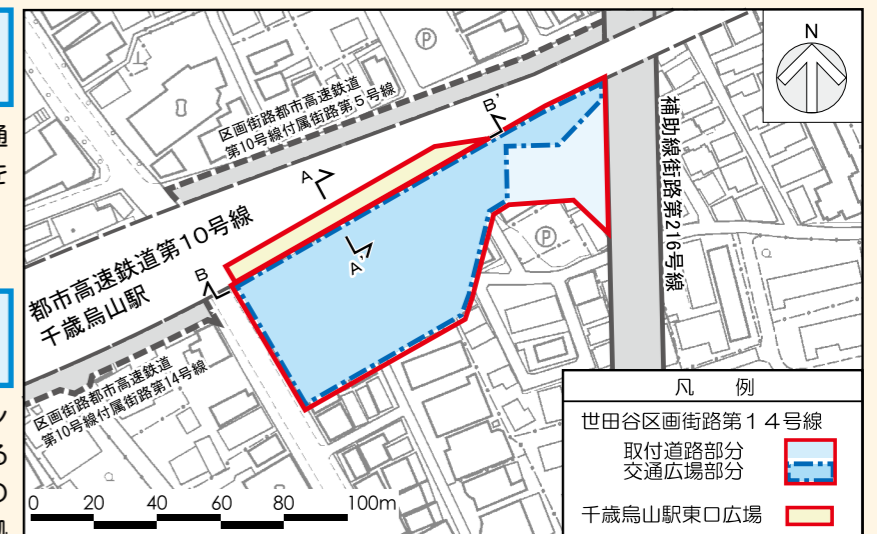 通
を
ン
る
の
処
N
P
区画街路都市高速鉄道
第10号線付属街路第5号線
B'
A
補助線街路第216号線
都市高速鉄道第10号線
千歳烏山駅
B
A'
P
区画街路都市高速鉄道
第10号線付属街路第14号線
0 20 40 60 80 100m
凡 例
世田谷区画街路第14号線
取付道路部分
交通広場部分
千歳烏山駅東口広場